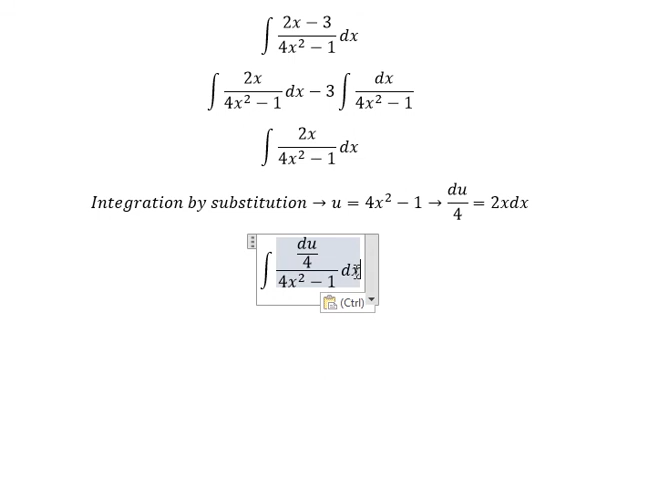 ∫ (2x − 3)/(4x² − 1) dx
∫ 2x/(4x² − 1) dx − 3 ∫ dx/(4x² − 1)
∫ 2x/(4x² − 1) dx
Integration by substitution → u = 4x² − 1 → du/4 = 2xdx
∫ (du/4)/(4x² − 1) dx
(Ctrl)